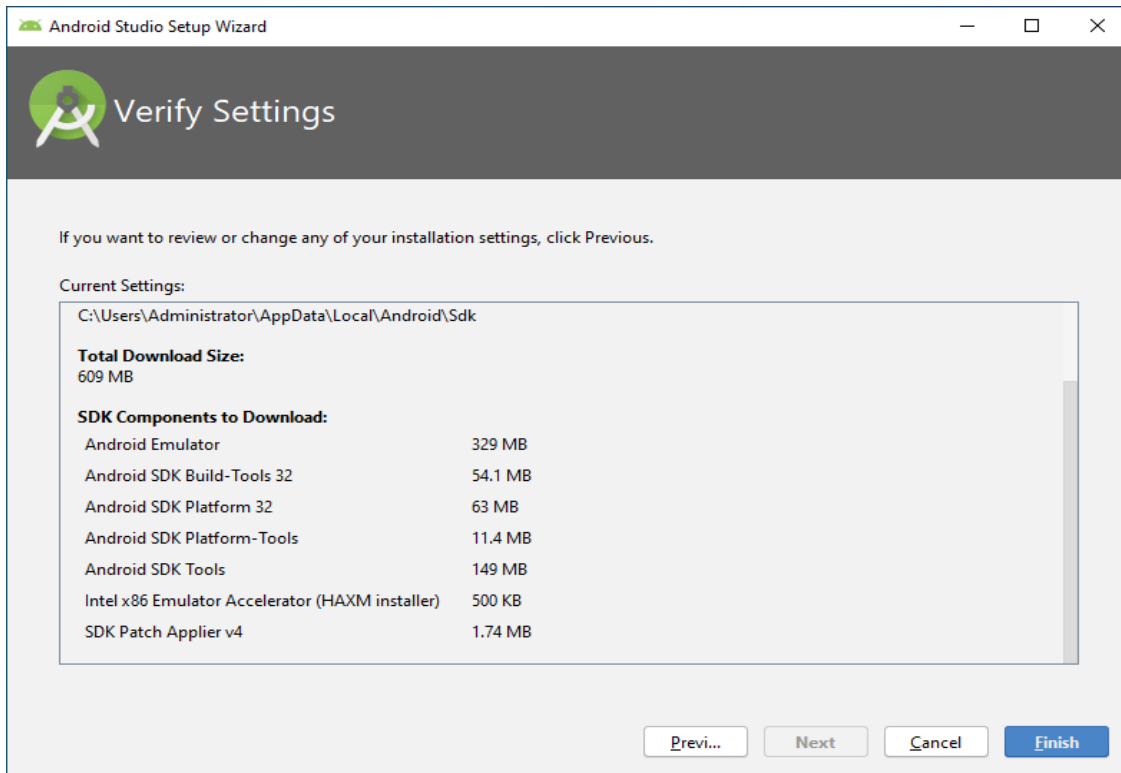 Android Studio Setup Wizard
Verify Settings
If you want to review or change any of your installation settings, click Previous.
Current Settings:
C:\Users\Administrator\AppData\Local\Android\Sdk
Total Download Size:
609 MB
SDK Components to Download:
Android Emulator 329 MB
Android SDK Build-Tools 32 54.1 MB
Android SDK Platform 32 63 MB
Android SDK Platform-Tools 11.4 MB
Android SDK Tools 149 MB
Intel x86 Emulator Accelerator (HAXM installer) 500 KB
SDK Patch Applier v4 1.74 MB
Previ... Next Cancel Finish